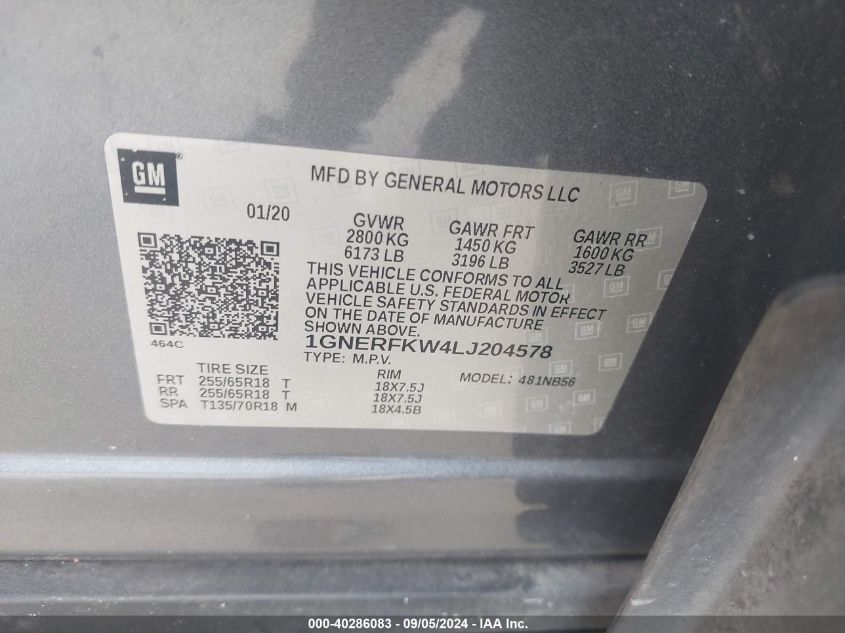 GM
MFD BY GENERAL MOTORS LLC
01/20
GVWR GAWR FRT GAWR RR
2800 KG 1450 KG 1600 KG
6173 LB 3196 LB 3527 LB
THIS VEHICLE CONFORMS TO ALL
APPLICABLE U.S. FEDERAL MOTOR
VEHICLE SAFETY STANDARDS IN EFFECT
ON THE DATE OF MANUFACTURE
SHOWN ABOVE.
464C
1GNERFKW4LJ204578
TYPE: M.P.V.
MODEL: 481NB56
TIRE SIZE RIM
FRT 255/65R18 T 18X7.5J
RR 255/65R18 T 18X7.5J
SPA T135/70R18 M 18X4.5B
000-40286083 - 09/05/2024 - IAAI, Inc.